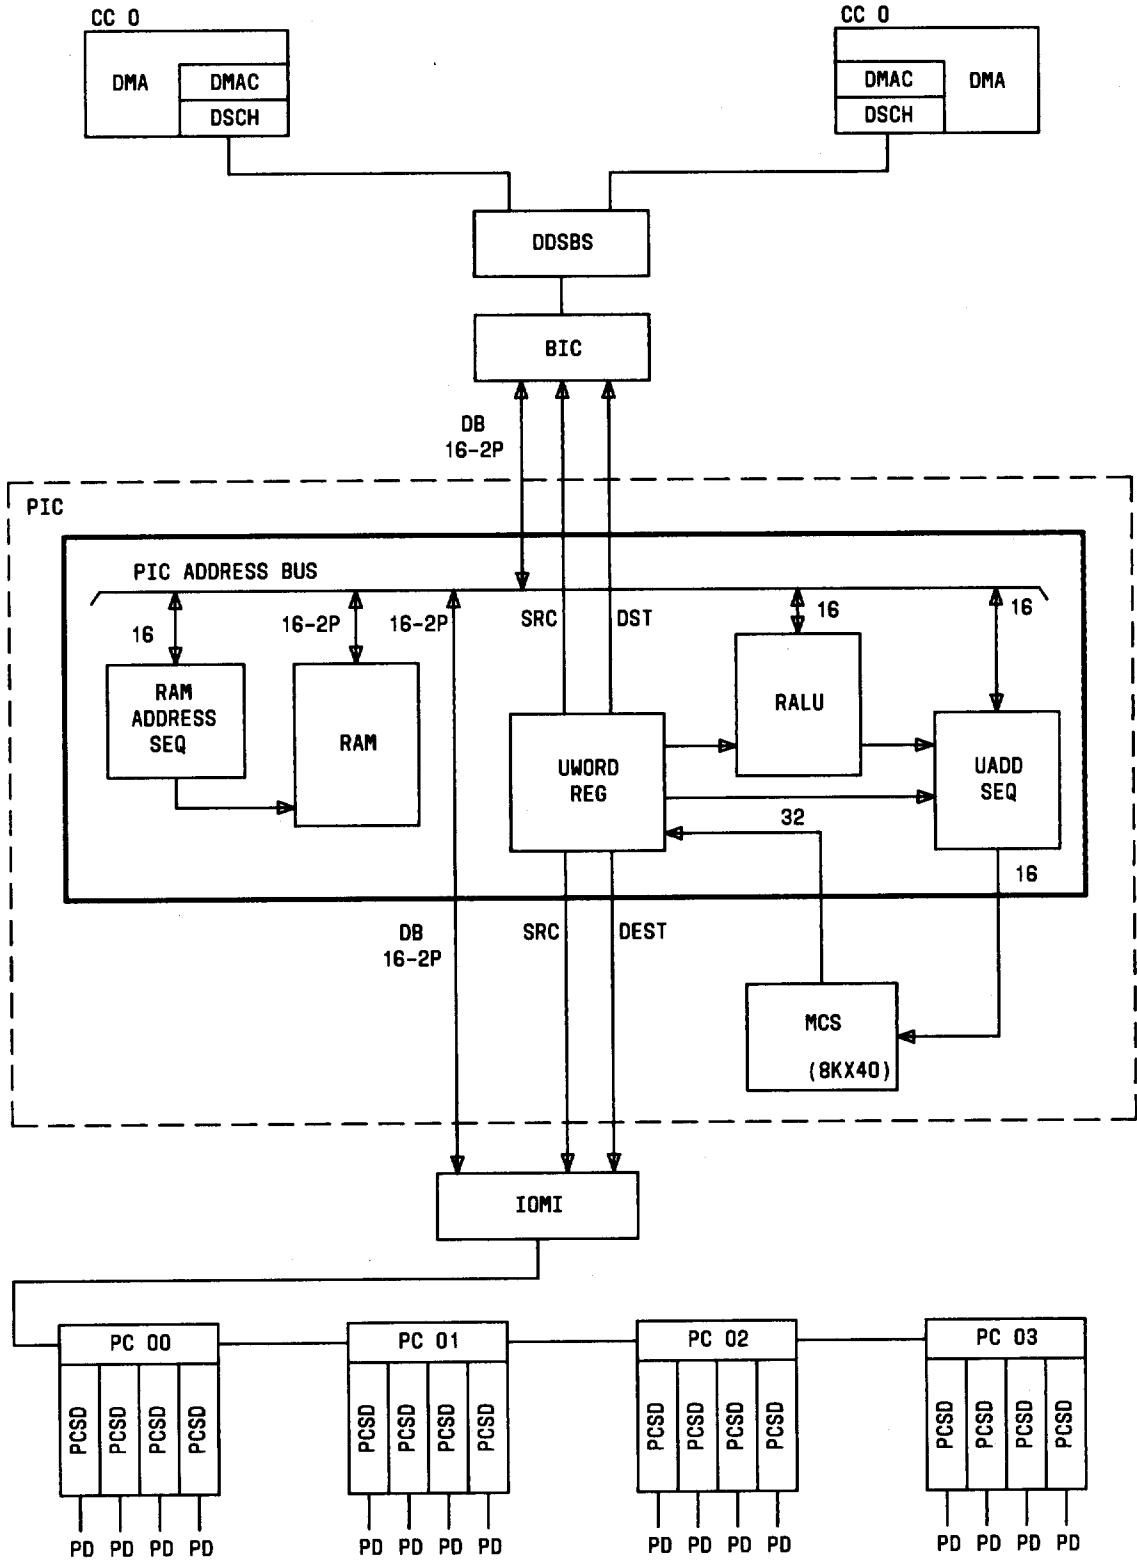 CC 0
CC 0
DMA
DMAC
DSCH
DMAC
DSCH
DMA
DDSBS
BIC
DB
16-2P
PIC
PIC ADDRESS BUS
16
16-2P
16-2P
SRC
DST
16
16
RAM
ADDRESS
SEQ
RAM
UWORD
REG
RALU
UADD
SEQ
32
16
DB
16-2P
SRC
DEST
MCS
(8KX40)
IOMI
PC 00
PC 01
PC 02
PC 03
PCSD PCSD PCSD PCSD
PCSD PCSD PCSD PCSD
PCSD PCSD PCSD PCSD
PCSD PCSD PCSD PCSD
PD PD PD PD
PD PD PD PD
PD PD PD PD
PD PD PD PD